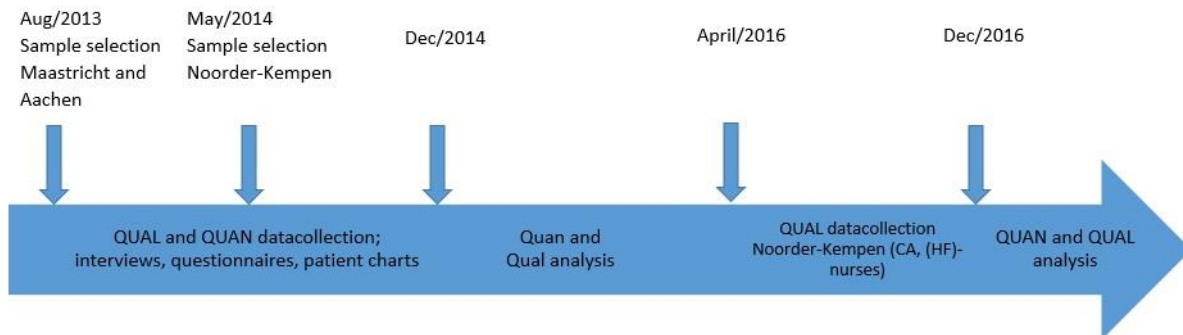 Aug/2013
Sample selection
Maastricht and
Aachen
May/2014
Sample selection
Noorder-Kempen
Dec/2014
April/2016
Dec/2016
QUAL and QUAN datacollection;
interviews, questionnaires, patient charts
Quan and
Qual analysis
QUAL datacollection
Noorder-Kempen (CA, (HF)-
nurses)
QUAN and QUAL
analysis